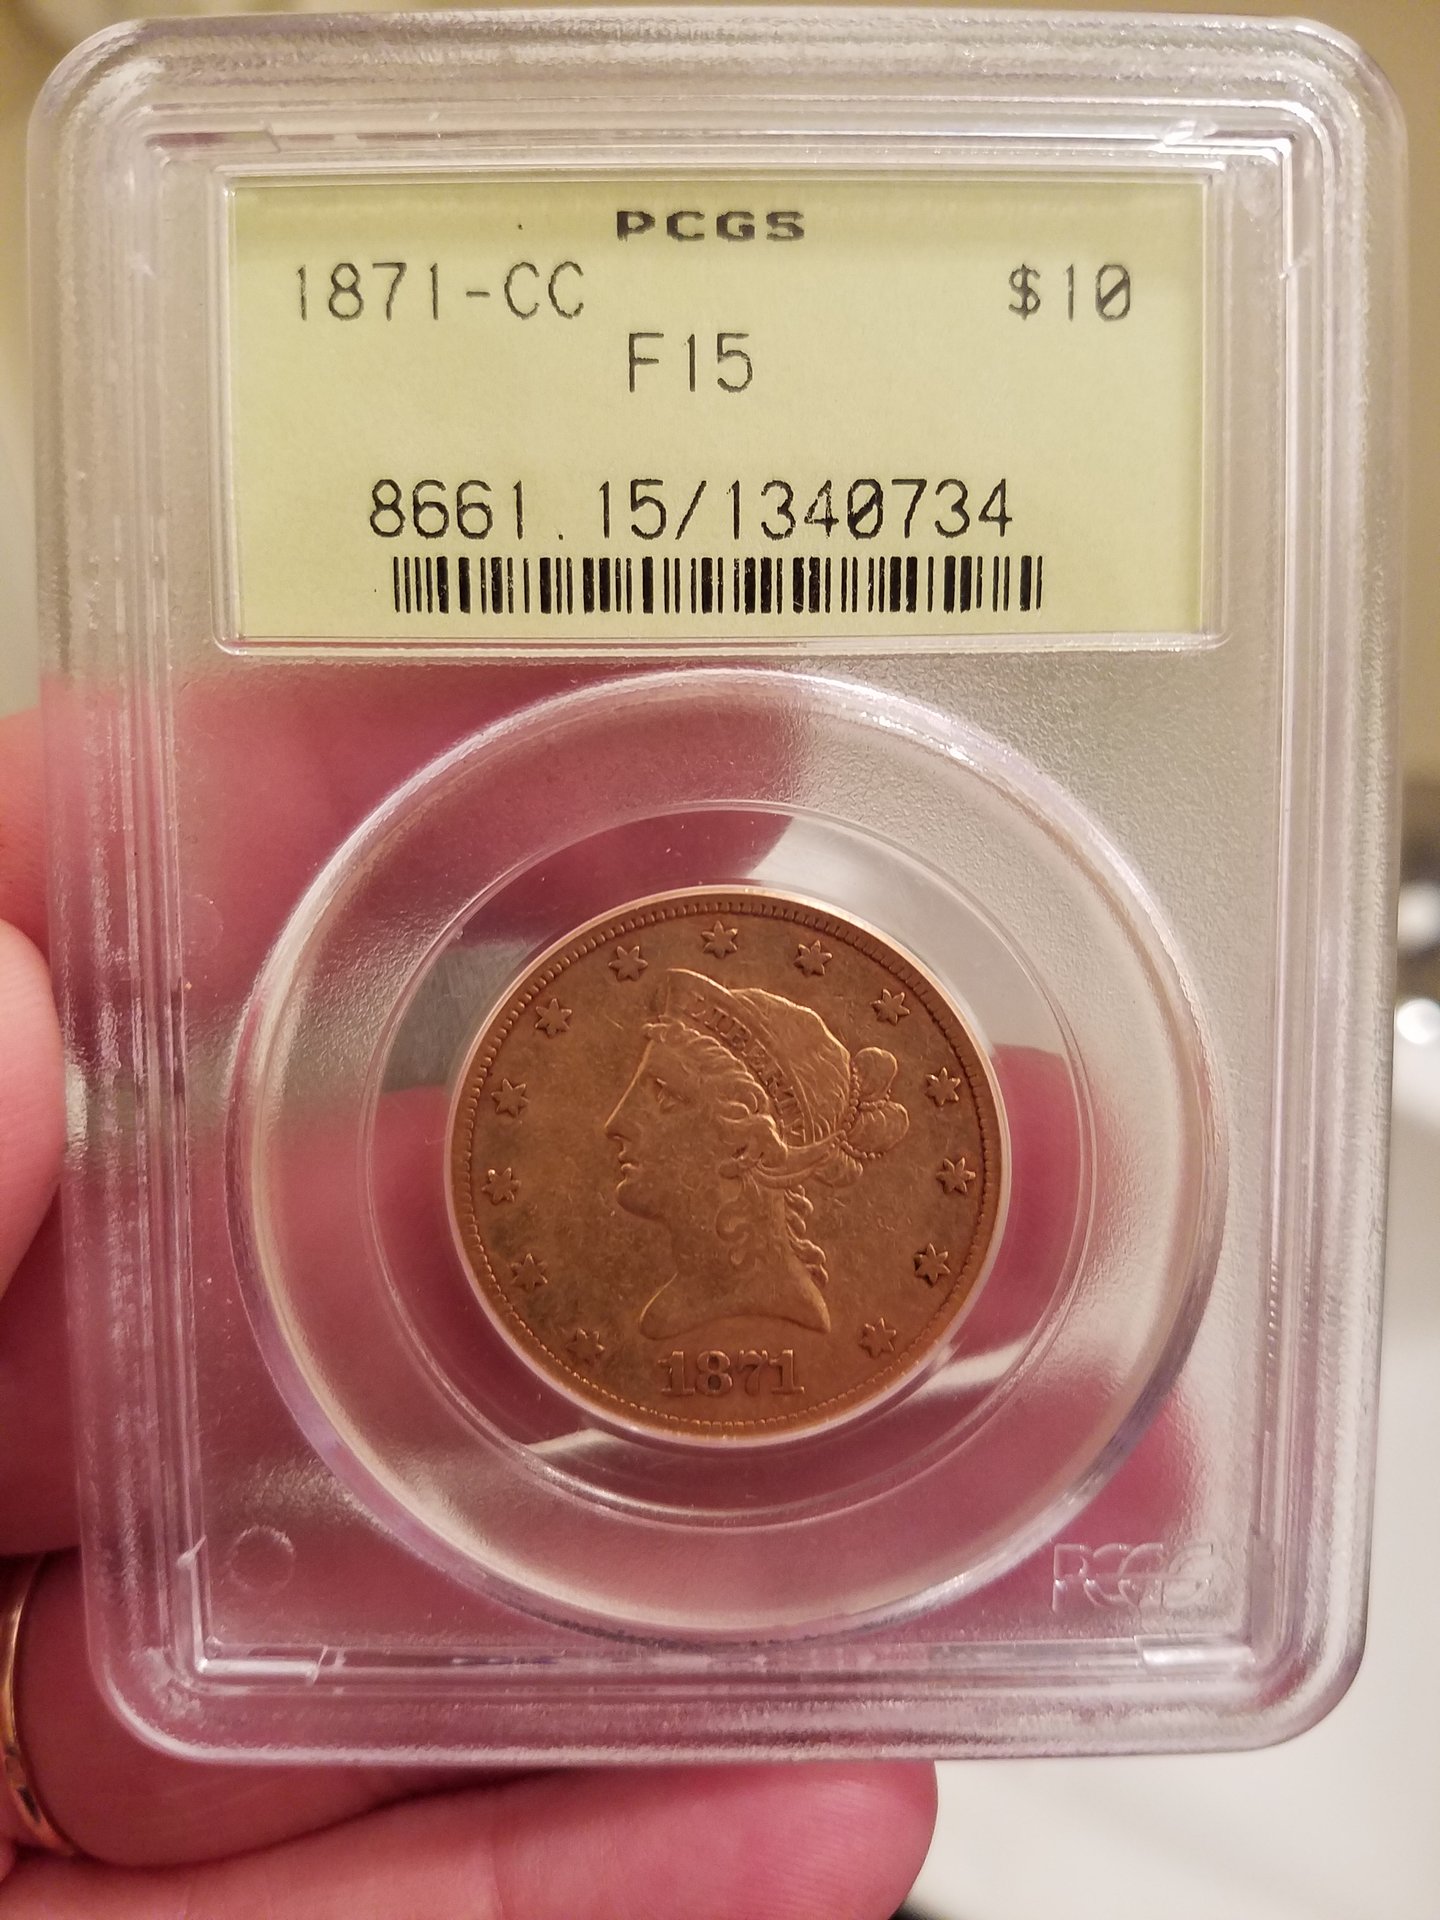 PCGS
1871-CC $10
F15
8661.15/1340734
LIBERTY
1871
PCGS